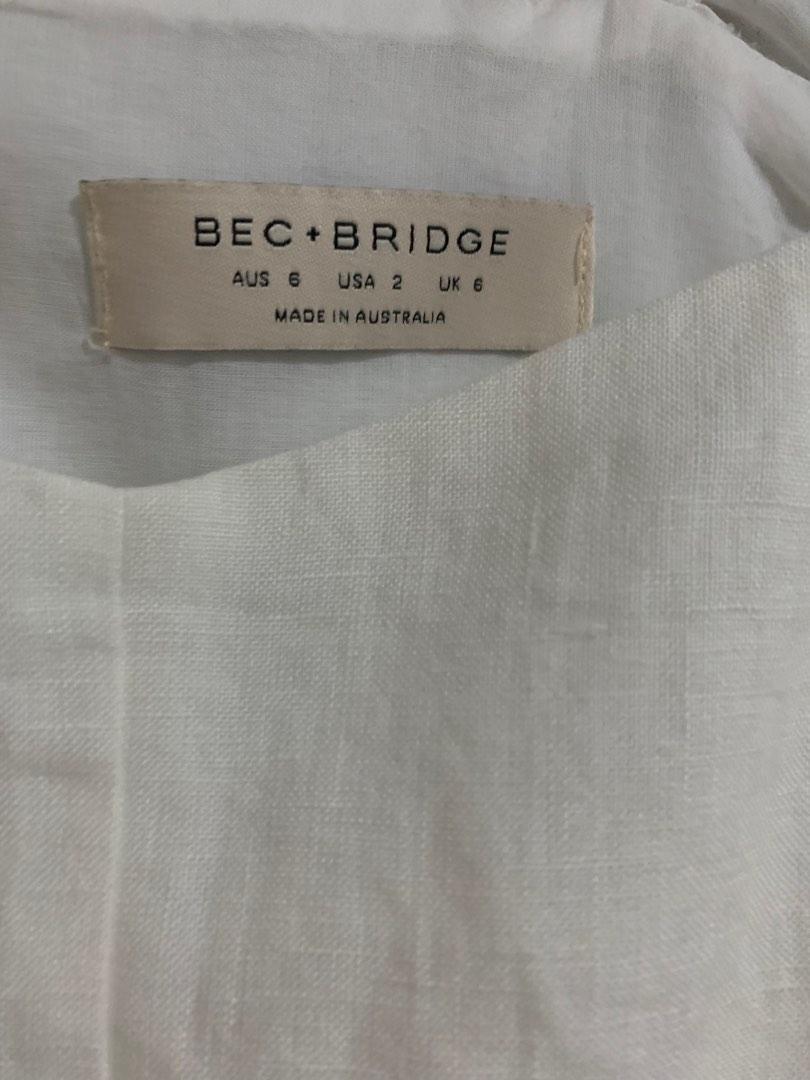 BEC+BRIDGE
AUS 6 USA 2 UK 6
MADE IN AUSTRALIA